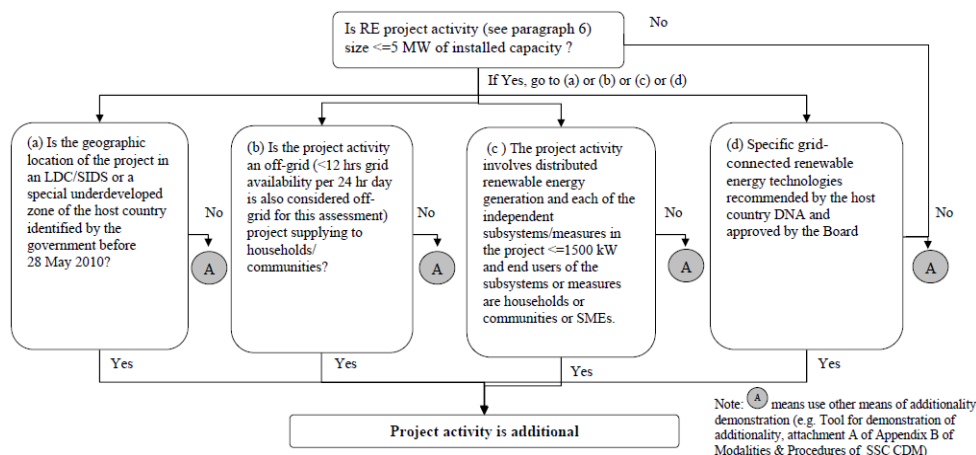 Is RE project activity (see paragraph 6)
size <=5 MW of installed capacity ?
No
If Yes, go to (a) or (b) or (c) or (d)
(a) Is the geographic
location of the project in
an LDC/SIDS or a
special underdeveloped
zone of the host country
identified by the
government before
28 May 2010?
No
A
(b) Is the project activity
an off-grid (<12 hrs grid
availability per 24 hr day
is also considered off-
grid for this assessment)
project supplying to
households/
communities?
No
A
(c ) The project activity
involves distributed
renewable energy
generation and each of the
independent
subsystems/measures in
the project <=1500 kW
and end users of the
subsystems or measures
are households or
communities or SMEs.
No
A
(d) Specific grid-
connected renewable
energy technologies
recommended by the host
country DNA and
approved by the Board
No
A
Yes
Yes
Yes
Yes
Project activity is additional
Note: A means use other means of additionality
demonstration (e.g. Tool for demonstration of
additionality, attachment A of Appendix B of
Modalities & Procedures of SSC CDM)